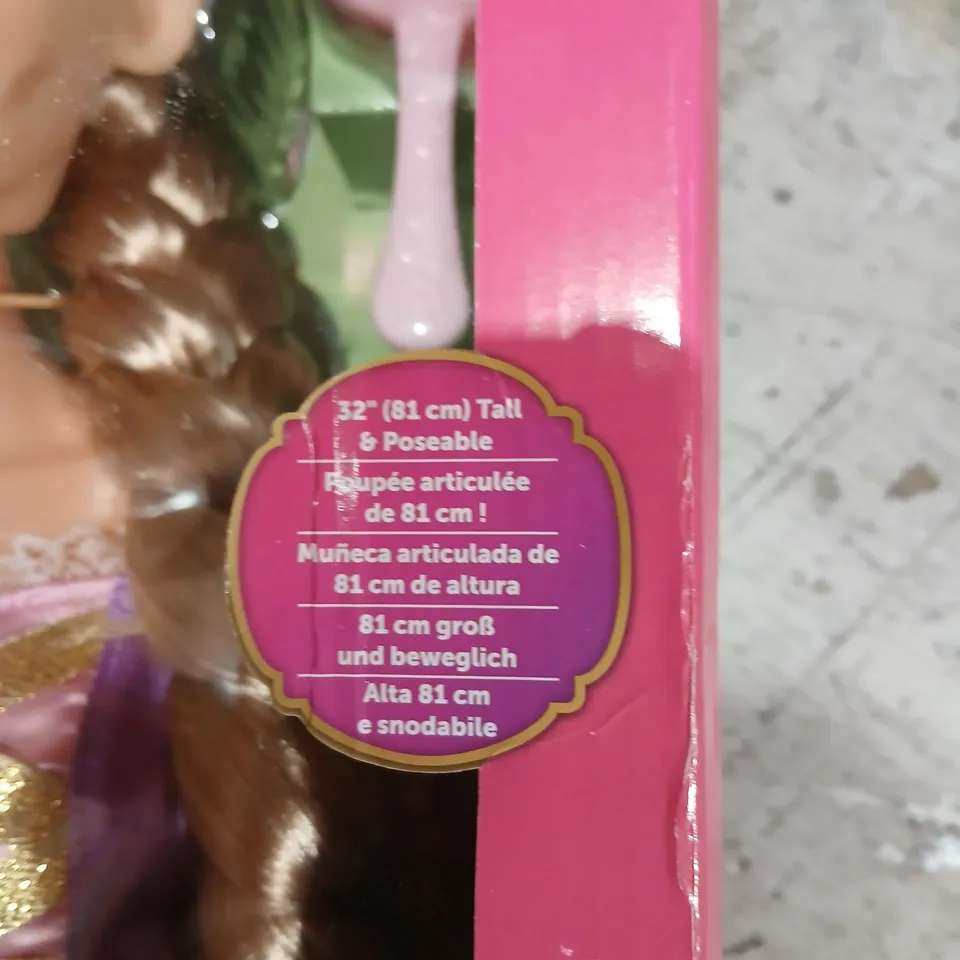 32" (81 cm) Tall
& Poseable
Poupée articulée
de 81 cm !
Muñeca articulada de
81 cm de altura
81 cm groß
und beweglich
Alta 81 cm
e snodabile